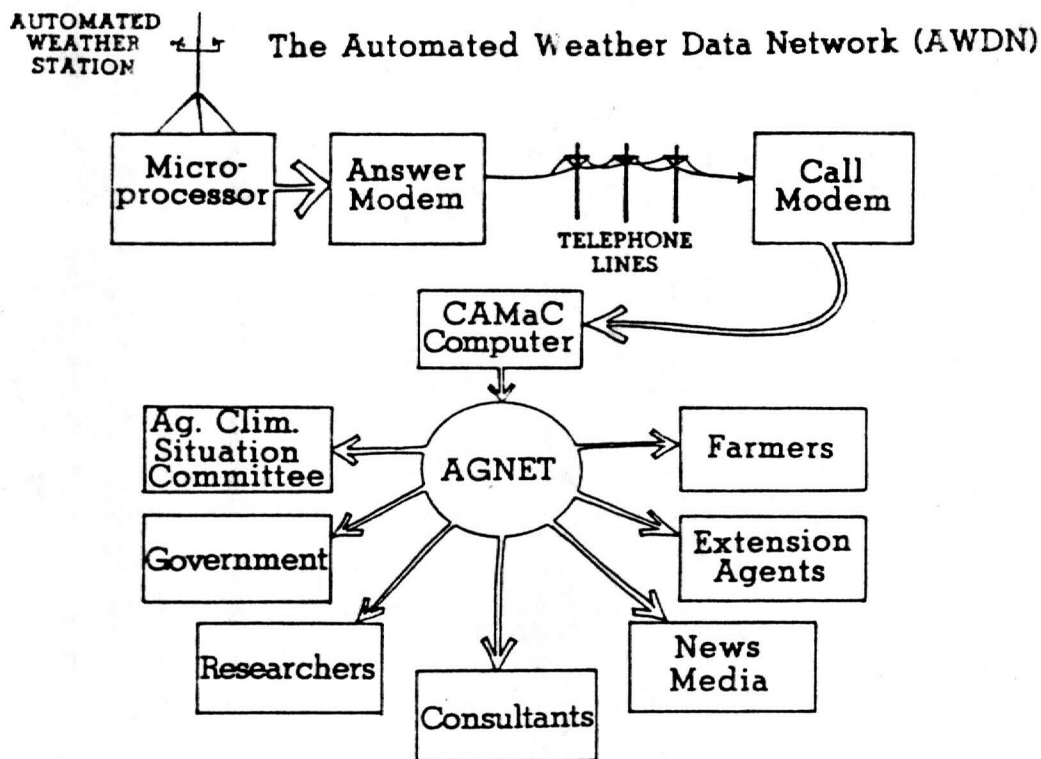 AUTOMATED
WEATHER
STATION
The Automated Weather Data Network (AWDN)
Micro-
processor
Answer
Modem
TELEPHONE
LINES
Call
Modem
CAMaC
Computer
AGNET
Ag. Clim.
Situation
Committee
Farmers
Government
Extension
Agents
Researchers
News
Media
Consultants